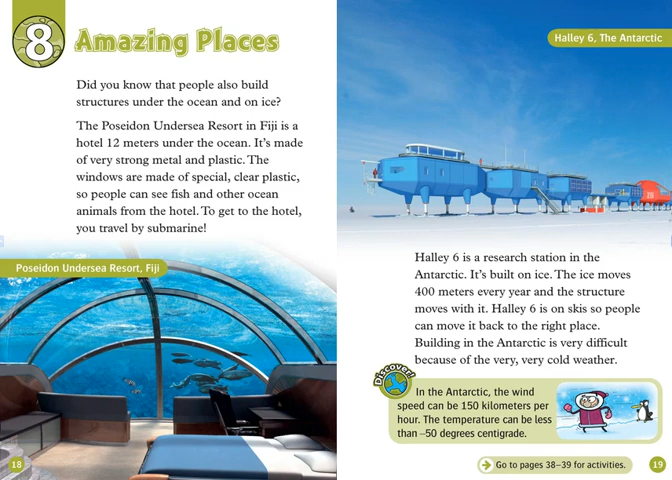 8 Amazing Places
Did you know that people also build
structures under the ocean and on ice?
The Poseidon Undersea Resort in Fiji is a
hotel 12 meters under the ocean. It’s made
of very strong metal and plastic. The
windows are made of special, clear plastic,
so people can see fish and other ocean
animals from the hotel. To get to the hotel,
you travel by submarine!
Poseidon Undersea Resort, Fiji
18
Halley 6, The Antarctic
Halley 6 is a research station in the
Antarctic. It’s built on ice. The ice moves
400 meters every year and the structure
moves with it. Halley 6 is on skis so people
can move it back to the right place.
Building in the Antarctic is very difficult
because of the very, very cold weather.
Discover!
In the Antarctic, the wind
speed can be 150 kilometers per
hour. The temperature can be less
than –50 degrees centigrade.
Go to pages 38–39 for activities.
19